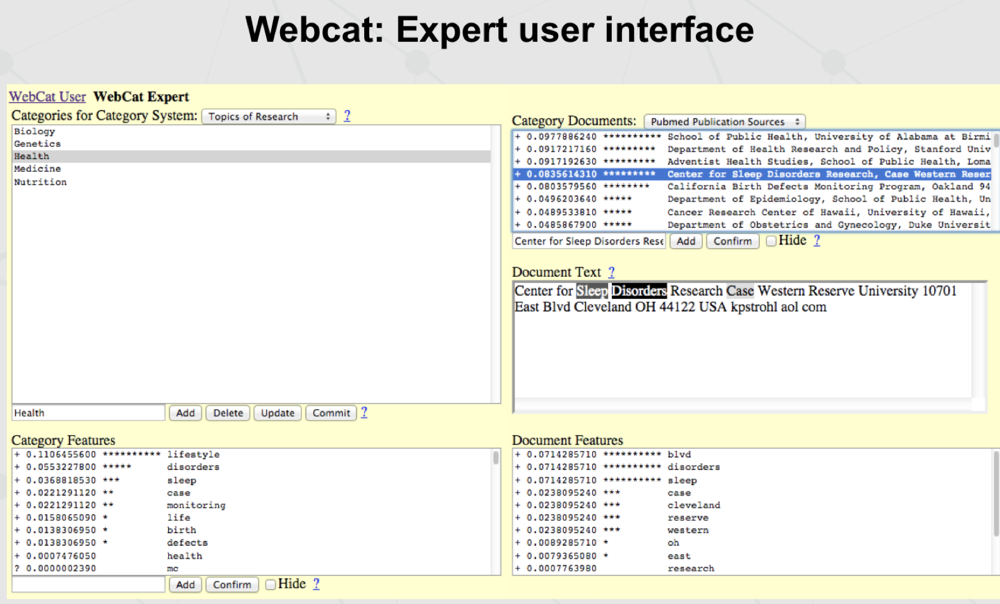 Webcat: Expert user interface
WebCat User WebCat Expert
Categories for Category System: Topics of Research ?
Biology
Genetics
Health
Medicine
Nutrition
Health Add Delete Update Commit ?
Category Features
+ 0.1106455600 ********** lifestyle
+ 0.0553227800 ***** disorders
+ 0.0368818530 *** sleep
+ 0.0221291120 ** case
+ 0.0221291120 ** monitoring
+ 0.0158065090 * life
+ 0.0138306950 * birth
+ 0.0138306950 * defects
+ 0.0007476050 health
? 0.0000002390 mc
Add Confirm Hide ?
Category Documents: Pubmed Publication Sources
+ 0.0977886240 ********** School of Public Health, University of Alabama at Birmi
+ 0.0917217160 ********* Department of Health Research and Policy, Stanford Univ
+ 0.0917192630 ********* Adventist Health Studies, School of Public Health, Loma
+ 0.0835614310 ********* Center for Sleep Disorders Research, Case Western Reser
+ 0.0803579560 ******** California Birth Defects Monitoring Program, Oakland 94
+ 0.0496203640 ***** Department of Epidemiology, School of Public Health, Un
+ 0.0489533810 ***** Cancer Research Center of Hawaii, University of Hawaii,
+ 0.0485867900 ***** Department of Obstetrics and Gynecology, Duke Universit
Center for Sleep Disorders Rese Add Confirm Hide ?
Document Text ?
Center for Sleep Disorders Research Case Western Reserve University 10701
East Blvd Cleveland OH 44122 USA kpstrohl aol com
Document Features
+ 0.0714285710 ********** blvd
+ 0.0714285710 ********** disorders
+ 0.0714285710 ********** sleep
+ 0.0238095240 *** case
+ 0.0238095240 *** cleveland
+ 0.0238095240 *** reserve
+ 0.0238095240 *** western
+ 0.0089285710 * oh
+ 0.0079365080 * east
+ 0.0007763980 research